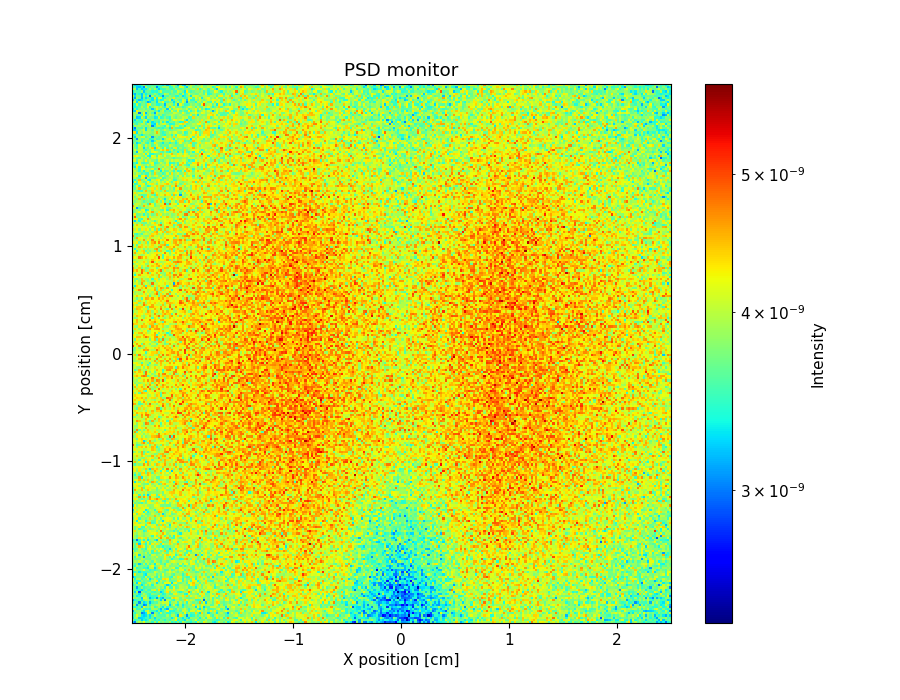 PSD monitor
Y position [cm]
2
1
0
−1
−2
−2
−1
0
1
2
X position [cm]
5 × 10⁻⁹
4 × 10⁻⁹
3 × 10⁻⁹
Intensity